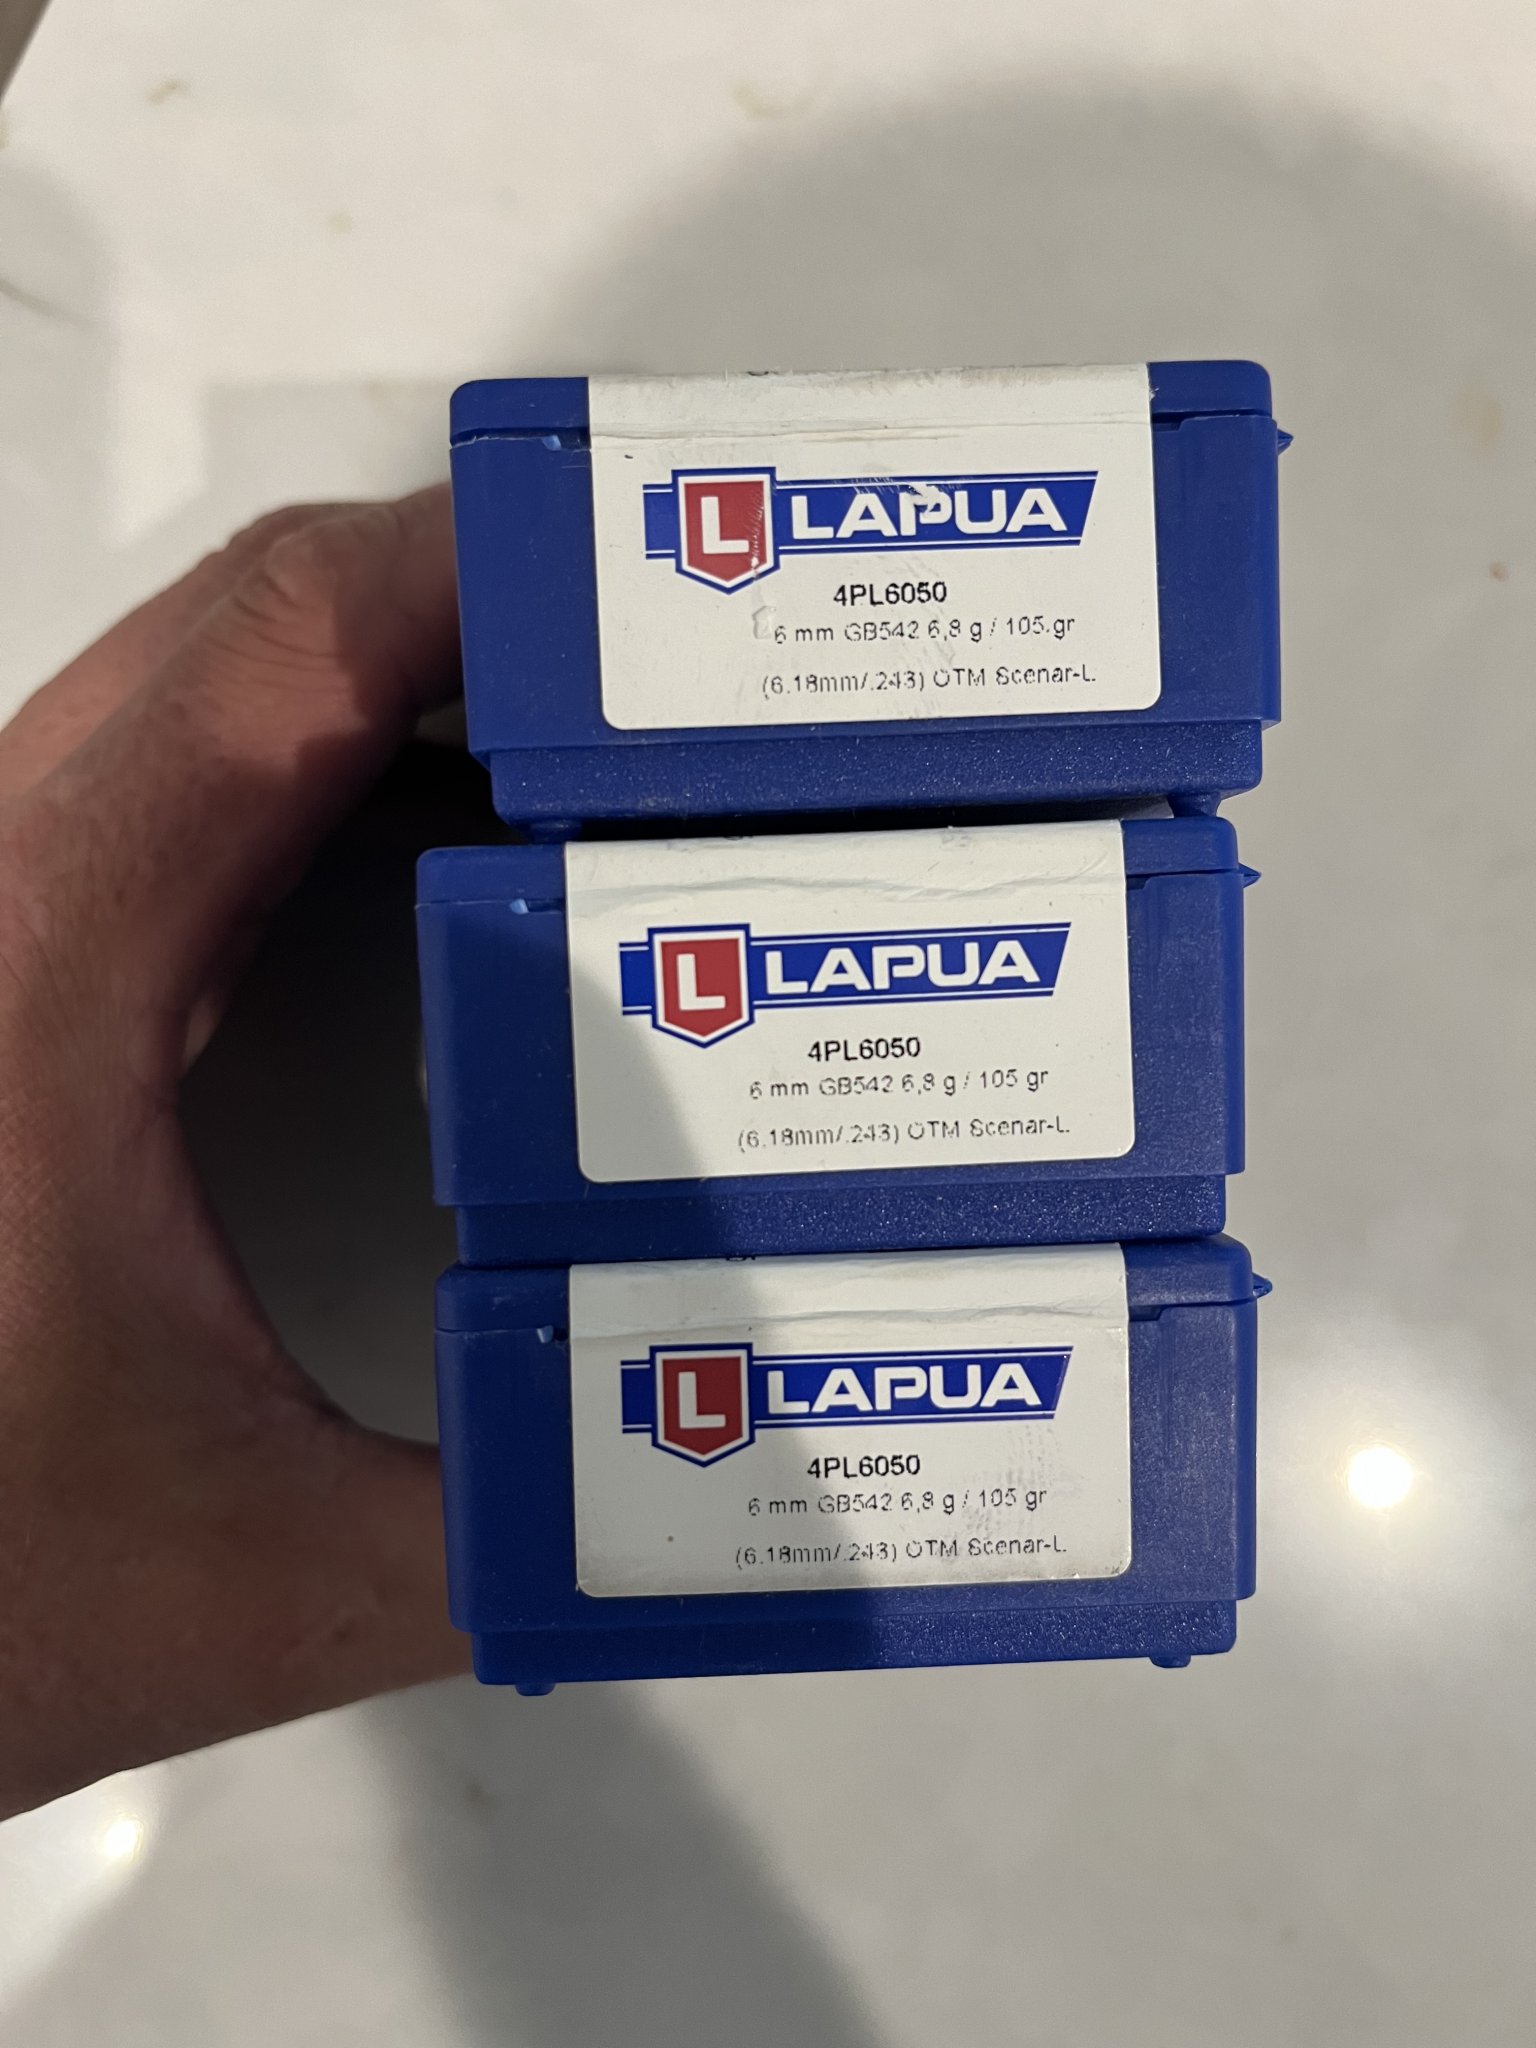 L LAPUA
4PL6050
6 mm GB542 6,8 g / 105 gr
(6.18mm/.243) OTM Scenar-L
L LAPUA
4PL6050
6 mm GB542 6,8 g / 105 gr
(6.18mm/.243) OTM Scenar-L
L LAPUA
4PL6050
6 mm GB542 6,8 g / 105 gr
(6.18mm/.243) OTM Scenar-L